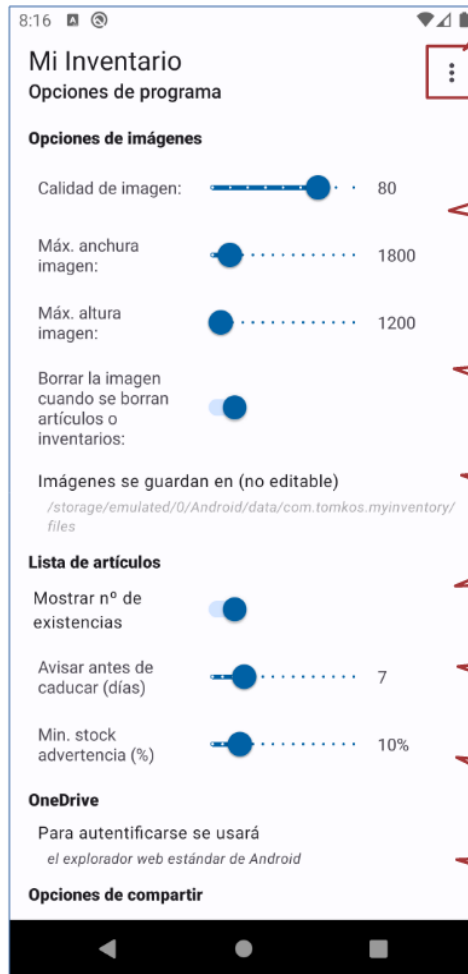 8:16
Mi Inventario
Opciones de programa
Opciones de imágenes
Calidad de imagen: 80
Máx. anchura
imagen: 1800
Máx. altura
imagen: 1200
Borrar la imagen
cuando se borran
artículos o
inventarios:
Imágenes se guardan en (no editable)
/storage/emulated/0/Android/data/com.tomkos.myinventory/
files
Lista de artículos
Mostrar nº de
existencias
Avisar antes de
caducar (días) 7
Min. stock
advertencia (%) 10%
OneDrive
Para autentificarse se usará
el explorador web estándar de Android
Opciones de compartir